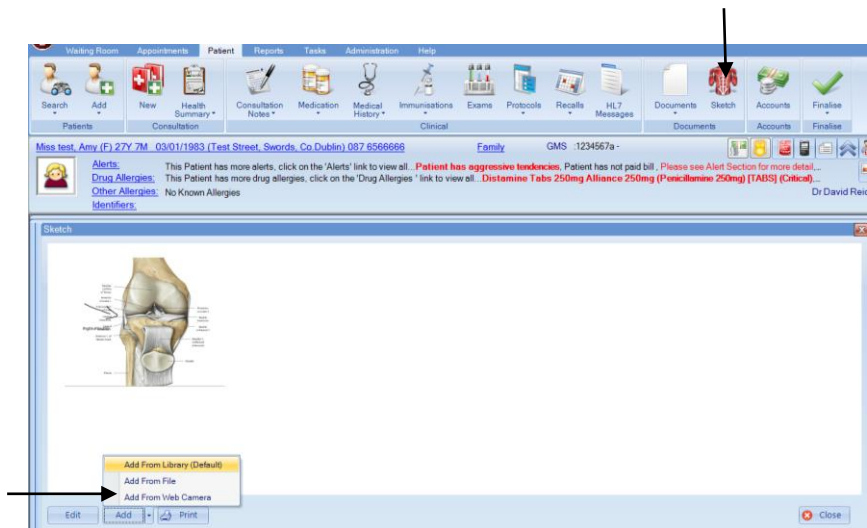 Waiting Room Appointments Patient Reports Tasks Administration Help
Search Add New Health Summary Consultation Notes Medication Medical History Immunisations Exams Protocols Recalls HL7 Messages Documents Sketch Accounts Finalise
Patients Consultation Clinical Documents Accounts Finalise
Miss test, Amy (F) 27Y 7M 03/01/1983 (Test Street, Swords, Co.Dublin) 087 6566666 Family GMS :1234567a -
Alerts: This Patient has more alerts, click on the 'Alerts' link to view all...Patient has aggressive tendencies, Patient has not paid bill , Please see Alert Section for more detail,...
Drug Allergies: This Patient has more drug allergies, click on the 'Drug Allergies ' link to view all...Distamine Tabs 250mg Alliance 250mg (Penicillamine 250mg) [TABS] (Critical),...
Other Allergies: No Known Allergies
Dr David Reid
Identifiers:
Sketch
Add From Library (Default)
Add From File
Add From Web Camera
Edit Add Print Close